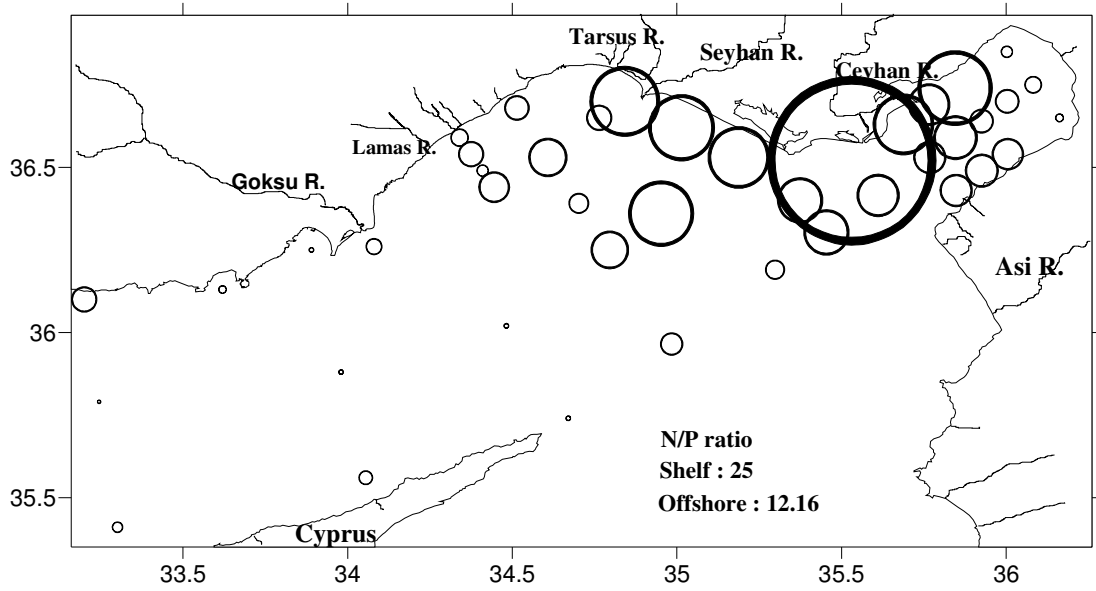 Tarsus R.
Seyhan R.
Ceyhan R.
Lamas R.
Goksu R.
Asi R.
36.5
36
35.5
N/P ratio
Shelf : 25
Offshore : 12.16
Cyprus
33.5 34 34.5 35 35.5 36